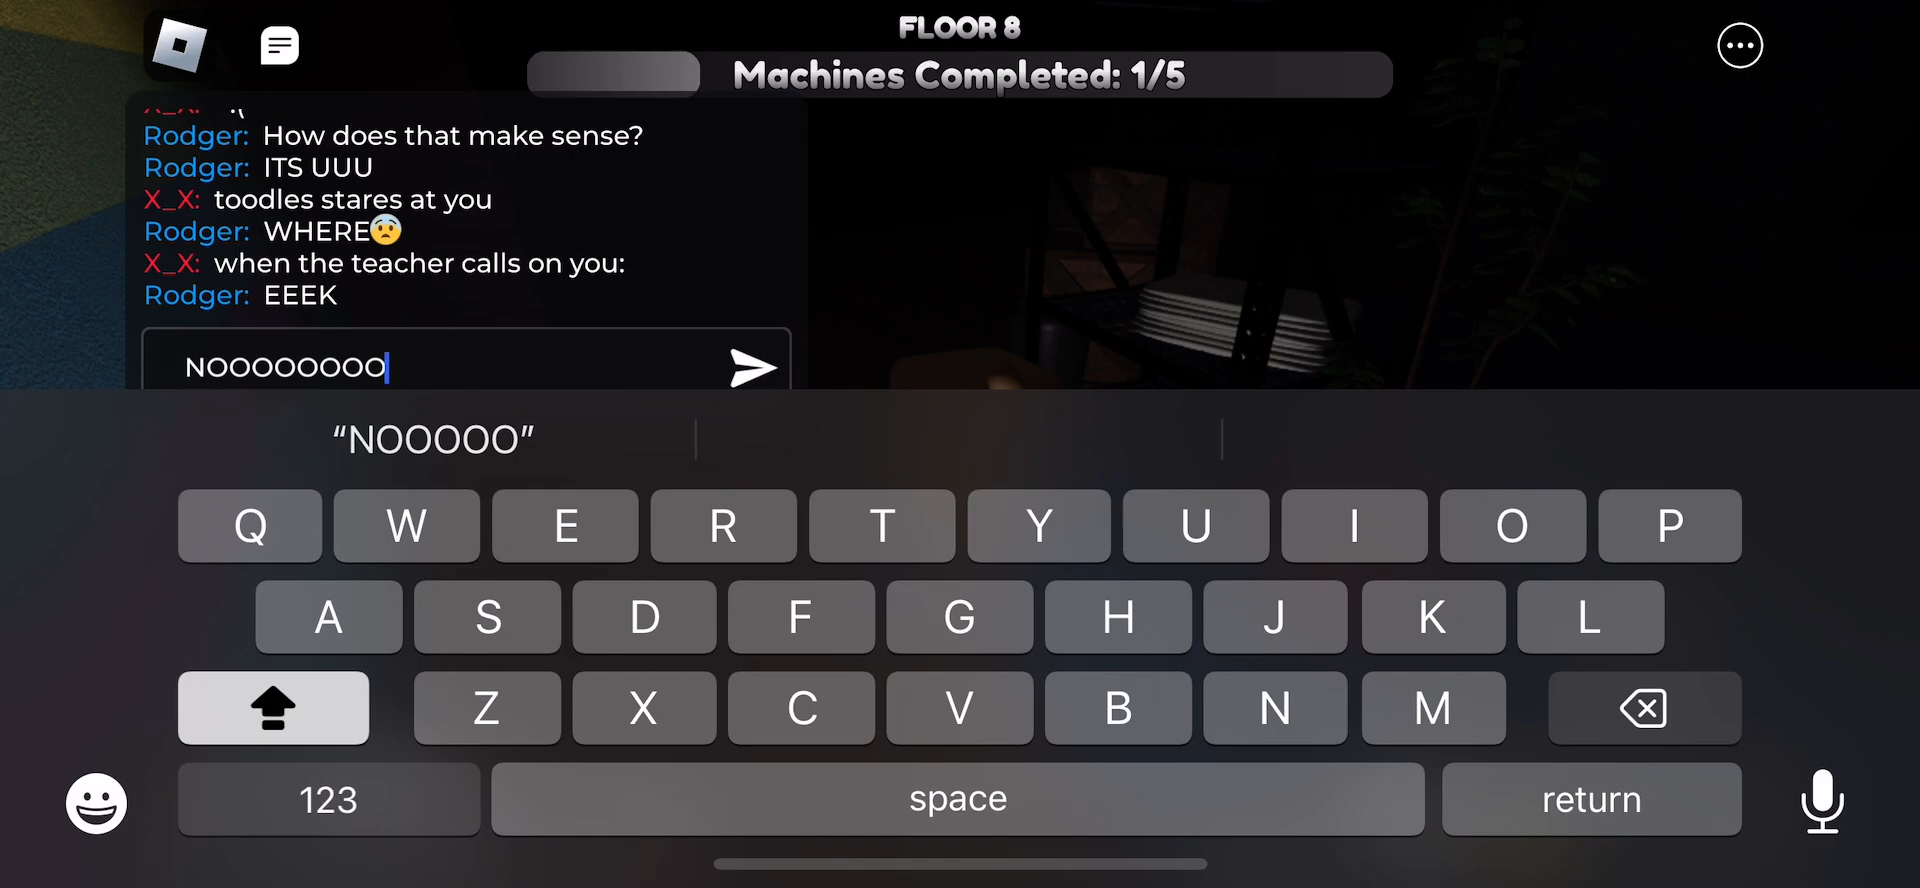 FLOOR 8
Machines Completed: 1/5
Rodger: How does that make sense?
Rodger: ITS UUU
X_X: toodles stares at you
Rodger: WHERE😨
X_X: when the teacher calls on you:
Rodger: EEEK
NOOOOOOOO
“NOOOOO”
Q W E R T Y U I O P
A S D F G H J K L
Z X C V B N M
123 space return